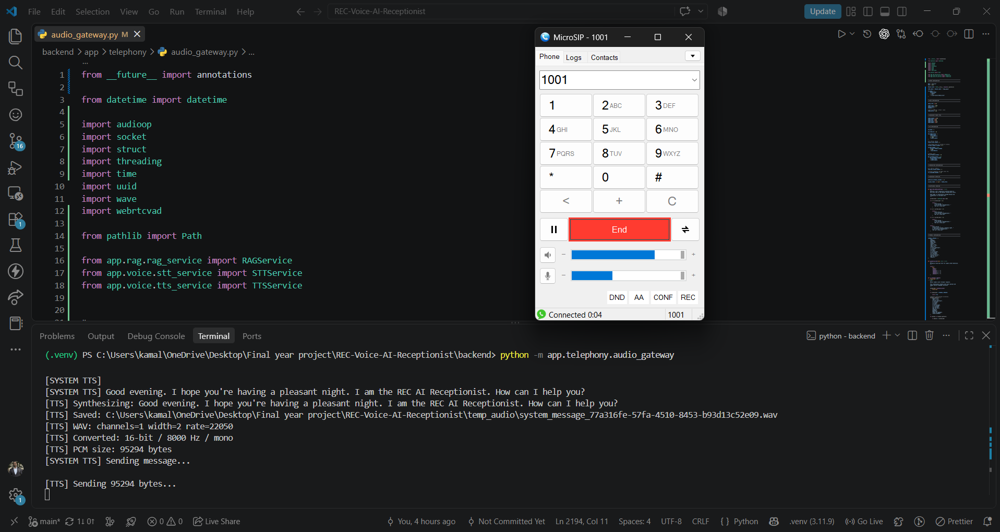 File Edit Selection View Go Run Terminal Help
REC-Voice-AI-Receptionist
Update
audio_gateway.py M
backend > app > telephony > audio_gateway.py > ...
...
1 from __future__ import annotations
2
3 from datetime import datetime
4
5 import audioop
6 import socket
7 import struct
8 import threading
9 import time
10 import uuid
11 import wave
12 import webrtcvad
13
14 from pathlib import Path
15
16 from app.rag.rag_service import RAGService
17 from app.voice.stt_service import STTService
18 from app.voice.tts_service import TTSService
19
20
MicroSIP - 1001
Phone Logs Contacts
1001
1 2 ABC 3 DEF
4 GHI 5 JKL 6 MNO
7 PQRS 8 TUV 9 WXYZ
* 0 #
< + C
End
- +
- +
DND AA CONF REC
Connected 0:04 1001
16
1
1
Problems Output Debug Console Terminal Ports
python - backend
(.venv) PS C:\Users\kamal\OneDrive\Desktop\Final year project\REC-Voice-AI-Receptionist\backend> python -m app.telephony.audio_gateway
[SYSTEM TTS]
[SYSTEM TTS] Good evening. I hope you're having a pleasant night. I am the REC AI Receptionist. How can I help you?
[TTS] Synthesizing: Good evening. I hope you're having a pleasant night. I am the REC AI Receptionist. How can I help you?
[TTS] Saved: C:\Users\kamal\OneDrive\Desktop\Final year project\REC-Voice-AI-Receptionist\temp_audio\system_message_77a316fe-57fa-4510-8453-b93d13c52e09.wav
[TTS] WAV: channels=1 width=2 rate=22050
[TTS] Converted: 16-bit / 8000 Hz / mono
[TTS] PCM size: 95294 bytes
[SYSTEM TTS] Sending message...
[TTS] Sending 95294 bytes...
main* 1↓ 0↑ 0 0 Live Share You, 4 hours ago Not Committed Yet Ln 2194, Col 11 Spaces: 4 UTF-8 CRLF { } Python .venv (3.11.9) Go Live Prettier